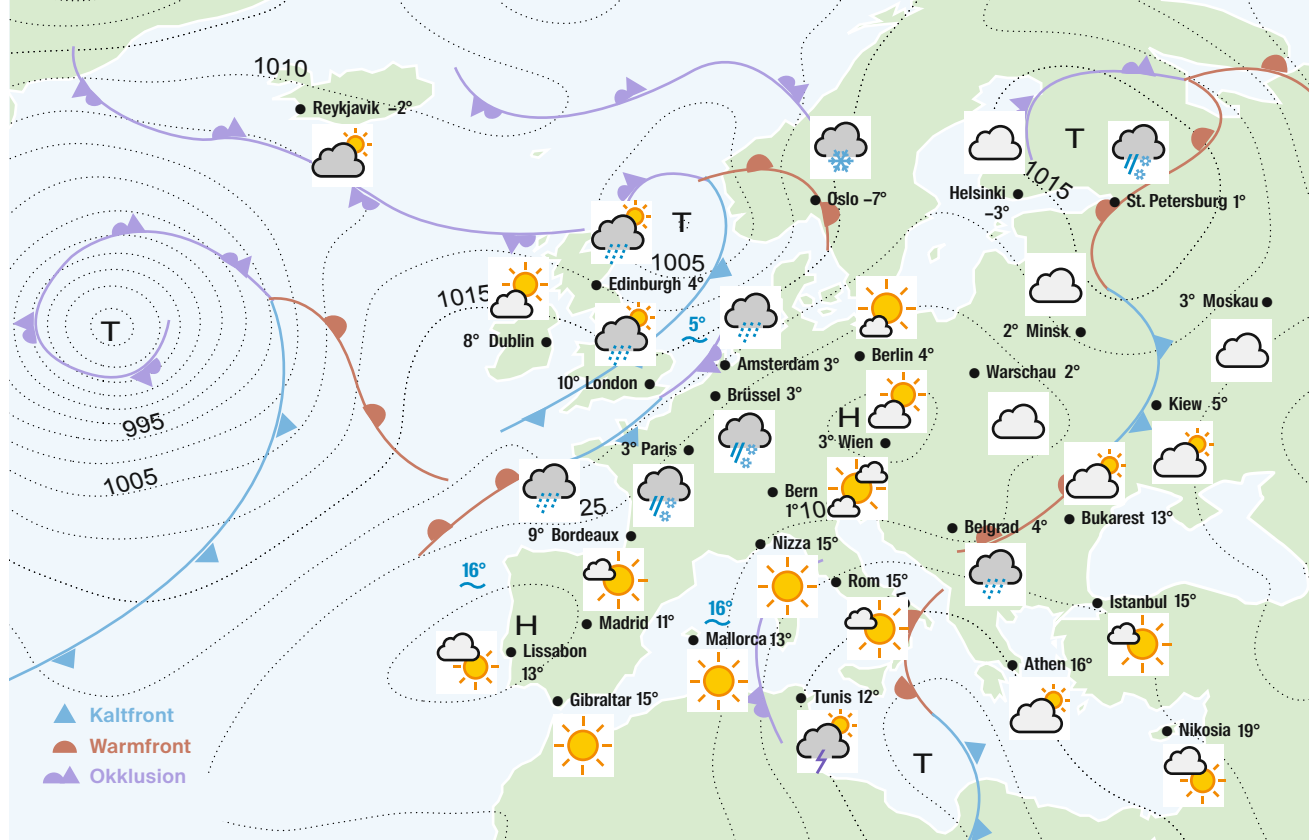 1010
Reykjavik –2°
T
1015
Oslo –7°
Helsinki
–3°
St. Petersburg 1°
T
1005
1015
Edinburgh 4°
5°
3° Moskau
T
8° Dublin
2° Minsk
Amsterdam 3°
Berlin 4°
Warschau 2°
10° London
Brüssel 3°
Kiew 5°
H
995
3° Paris
3° Wien
1005
Bern
1°
10
25
9° Bordeaux
Belgrad 4°
Bukarest 13°
Nizza 15°
16°
Rom 15°
16°
Istanbul 15°
H
Madrid 11°
Mallorca 13°
Lissabon
13°
Athen 16°
Gibraltar 15°
Tunis 12°
Nikosia 19°
T
Kaltfront
Warmfront
Okklusion